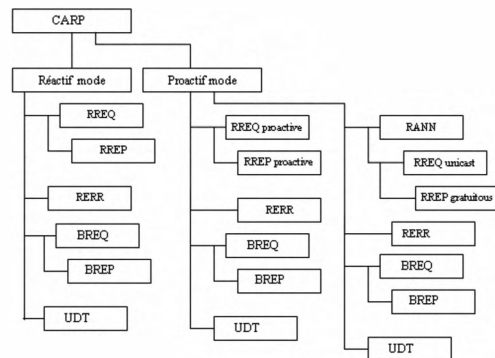 CARP
Réactif mode
Proactif mode
RREQ
RREP
RERR
BREQ
BREP
UDT
RREQ proactive
RREP proactive
RERR
BREQ
BREP
UDT
RANN
RREQ unicast
RREP gratuitous
RERR
BREQ
BREP
UDT